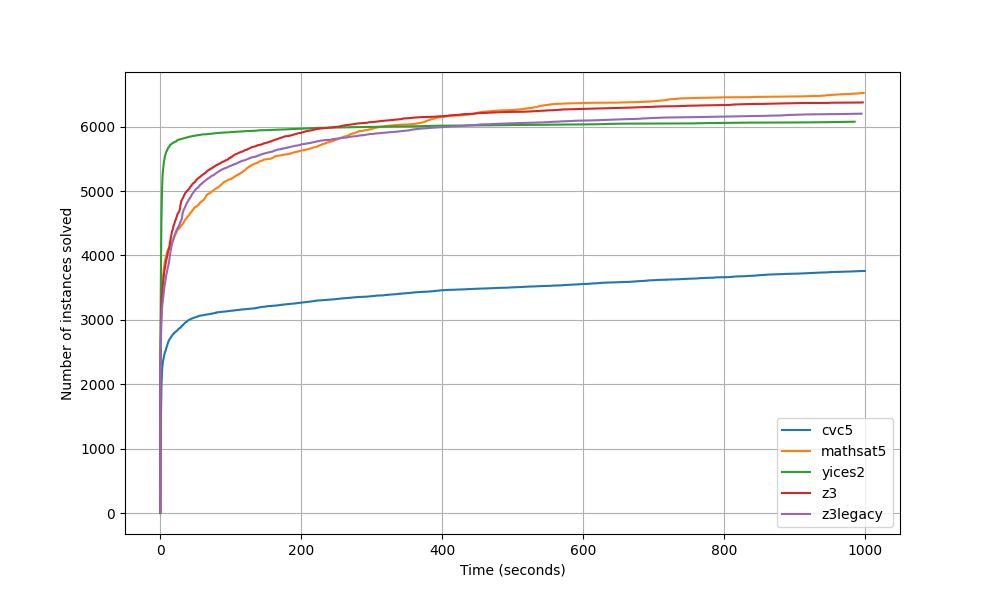 Number of instances solved
6000
5000
4000
3000
2000
1000
0
0 200 400 600 800 1000
Time (seconds)
cvc5
mathsat5
yices2
z3
z3legacy